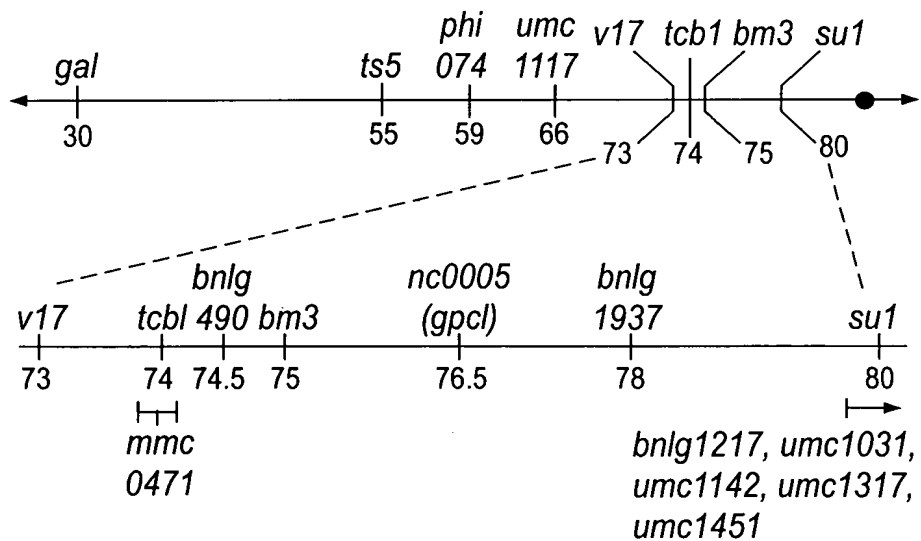 phi umc v17 tcb1 bm3 su1
gal ts5 074 1117
30 55 59 66
73 74 75 80
bnlg nc0005 bnlg
v17 tcbl 490 bm3 (gpcl) 1937 su1
73 74 74.5 75 76.5 78 80
mmc
0471
bnlg1217, umc1031,
umc1142, umc1317,
umc1451